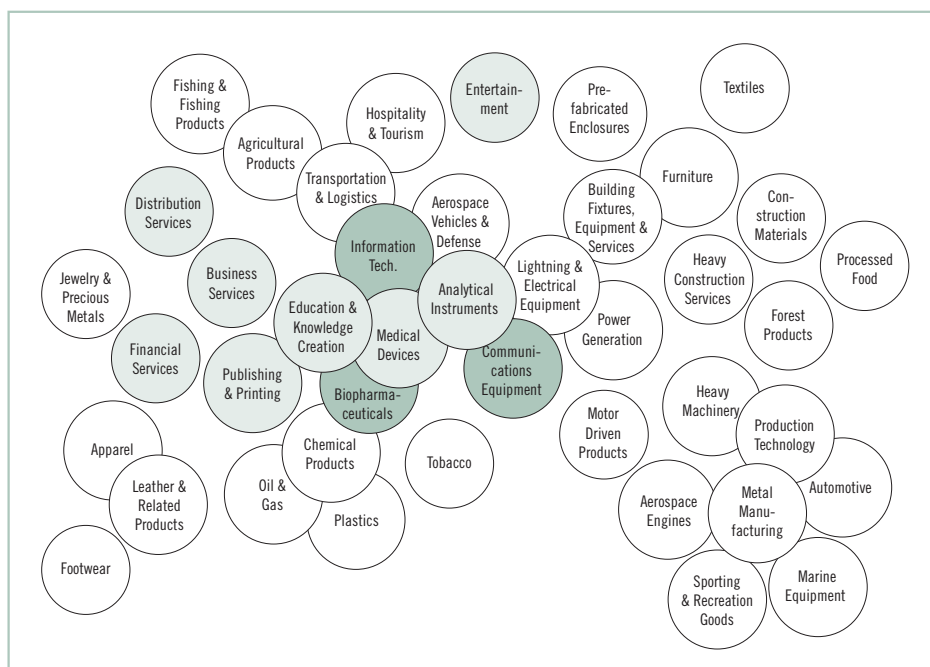 Fishing &
Fishing
Products
Hospitality
& Tourism
Entertain-
ment
Pre-
fabricated
Enclosures
Textiles
Agricultural
Products
Transportation
& Logistics
Furniture
Distribution
Services
Aerospace
Vehicles &
Defense
Building
Fixtures,
Equipment &
Services
Con-
struction
Materials
Information
Tech.
Jewelry &
Precious
Metals
Business
Services
Analytical
Instruments
Lightning &
Electrical
Equipment
Heavy
Construction
Services
Processed
Food
Education &
Knowledge
Creation
Medical
Devices
Power
Generation
Forest
Products
Financial
Services
Publishing
& Printing
Biopharma-
ceuticals
Communi-
cations
Equipment
Heavy
Machinery
Apparel
Chemical
Products
Tobacco
Motor
Driven
Products
Production
Technology
Leather &
Related
Products
Oil &
Gas
Plastics
Aerospace
Engines
Metal
Manu-
facturing
Automotive
Footwear
Sporting
& Recreation
Goods
Marine
Equipment